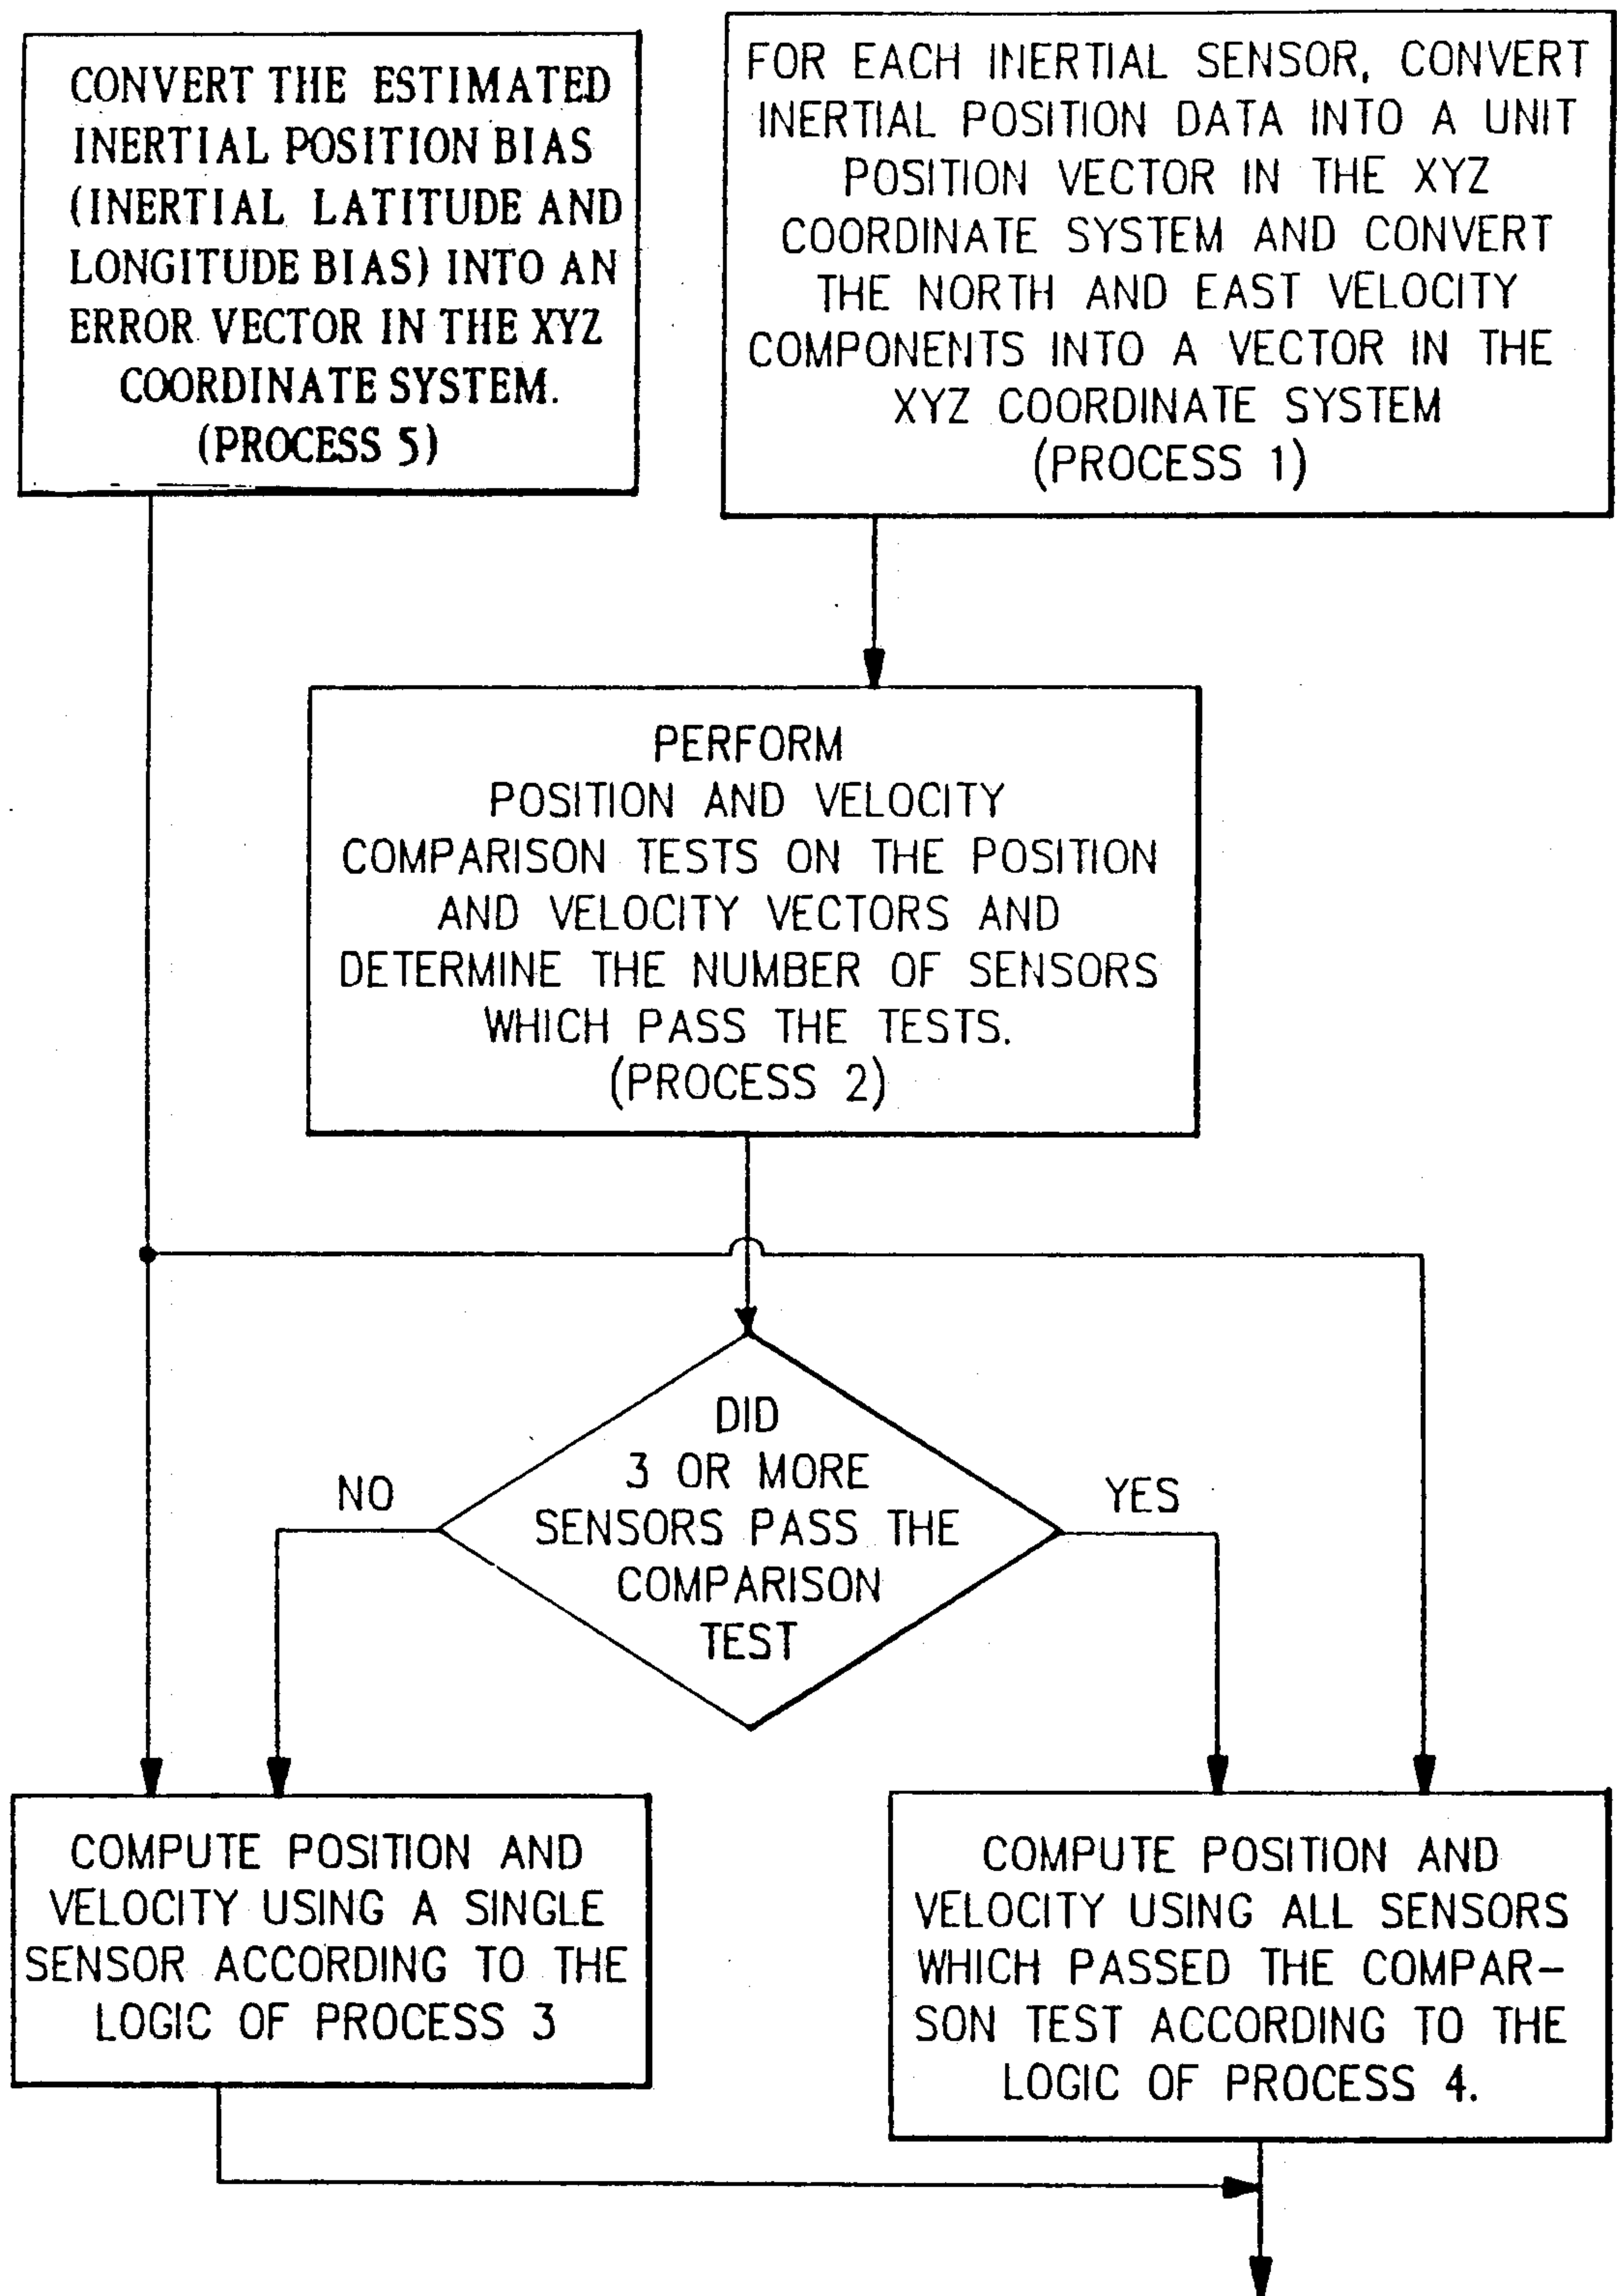 CONVERT THE ESTIMATED
INERTIAL POSITION BIAS
(INERTIAL LATITUDE AND
LONGITUDE BIAS) INTO AN
ERROR VECTOR IN THE XYZ
COORDINATE SYSTEM.
(PROCESS 5)
FOR EACH INERTIAL SENSOR, CONVERT
INERTIAL POSITION DATA INTO A UNIT
POSITION VECTOR IN THE XYZ
COORDINATE SYSTEM AND CONVERT
THE NORTH AND EAST VELOCITY
COMPONENTS INTO A VECTOR IN THE
XYZ COORDINATE SYSTEM
(PROCESS 1)
PERFORM
POSITION AND VELOCITY
COMPARISON TESTS ON THE POSITION
AND VELOCITY VECTORS AND
DETERMINE THE NUMBER OF SENSORS
WHICH PASS THE TESTS.
(PROCESS 2)
DID
3 OR MORE
SENSORS PASS THE
COMPARISON
TEST
NO
YES
COMPUTE POSITION AND
VELOCITY USING A SINGLE
SENSOR ACCORDING TO THE
LOGIC OF PROCESS 3
COMPUTE POSITION AND
VELOCITY USING ALL SENSORS
WHICH PASSED THE COMPAR-
SON TEST ACCORDING TO THE
LOGIC OF PROCESS 4.